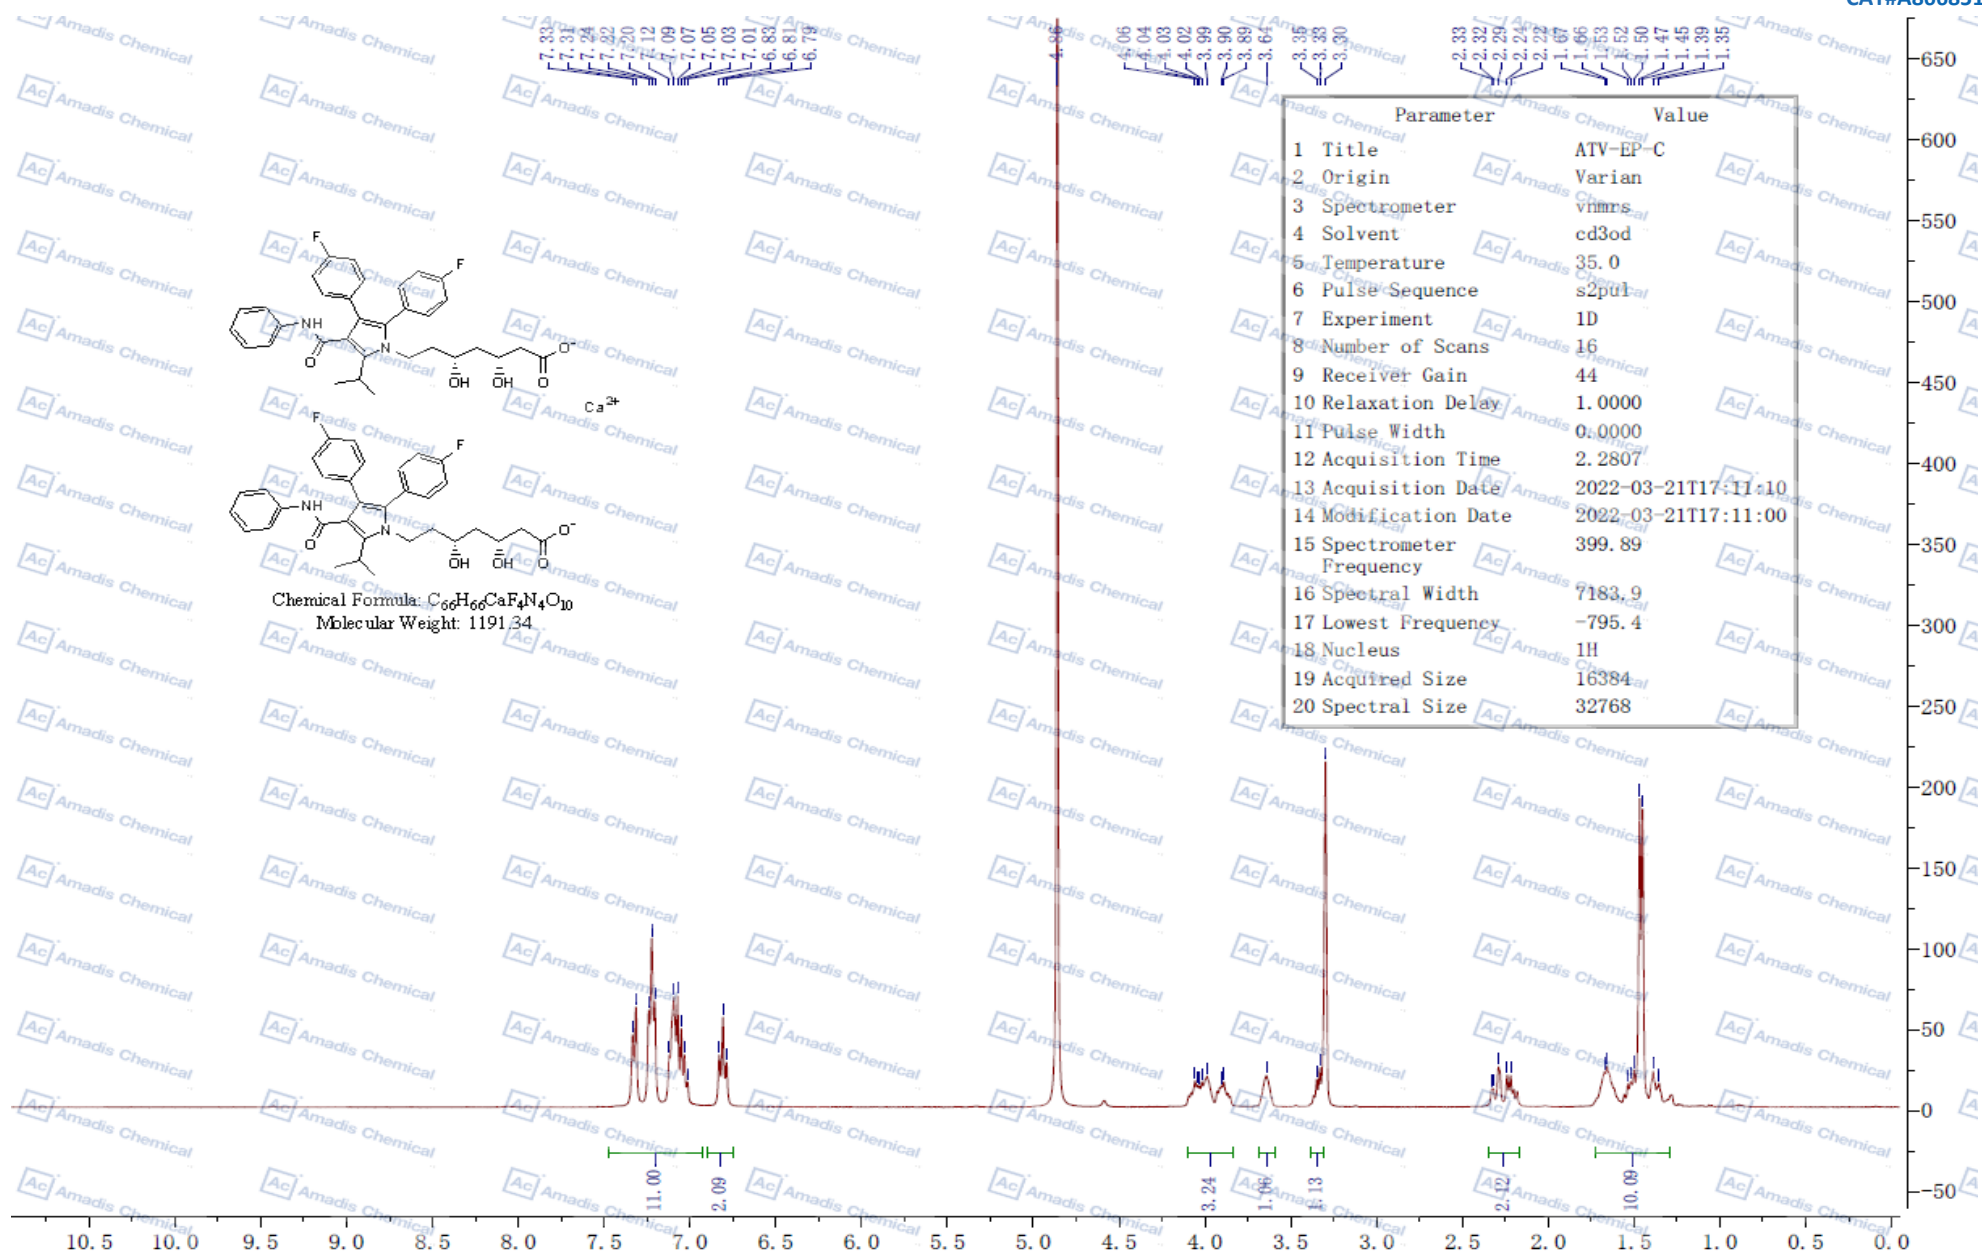 CAT#A800851
7.33 7.31 7.24 7.22 7.20 7.12 7.09 7.07 7.05 7.03 7.01 6.83 6.81 6.79
4.86
4.06 4.04 4.03 4.02 3.99 3.90 3.89 3.64 3.35 3.33 3.30
2.33 2.32 2.29 2.24 2.22 1.67 1.66 1.53 1.52 1.50 1.47 1.45 1.39 1.35
Parameter Value
1 Title ATV-EP-C
2 Origin Varian
3 Spectrometer vnmrs
4 Solvent cd3od
5 Temperature 35.0
6 Pulse Sequence s2pul
7 Experiment 1D
8 Number of Scans 16
9 Receiver Gain 44
10 Relaxation Delay 1.0000
11 Pulse Width 0.0000
12 Acquisition Time 2.2807
13 Acquisition Date 2022-03-21T17:11:10
14 Modification Date 2022-03-21T17:11:00
15 Spectrometer 399.89
Frequency
16 Spectral Width 7183.9
17 Lowest Frequency -795.4
18 Nucleus 1H
19 Acquired Size 16384
20 Spectral Size 32768
F
F
NH
O
N
OH
OH
O
O⁻
Ca²⁺
F
F
NH
O
N
OH
OH
O
O⁻
Chemical Formula: C₆₆H₆₆CaF₄N₄O₁₀
Molecular Weight: 1191.34
650
600
550
500
450
400
350
300
250
200
150
100
50
0
-50
11.00 2.09 3.24 1.06 1.13 2.12 10.09
10.5 10.0 9.5 9.0 8.5 8.0 7.5 7.0 6.5 6.0 5.5 5.0 4.5 4.0 3.5 3.0 2.5 2.0 1.5 1.0 0.5 0.0
Ac Amadis Chemical